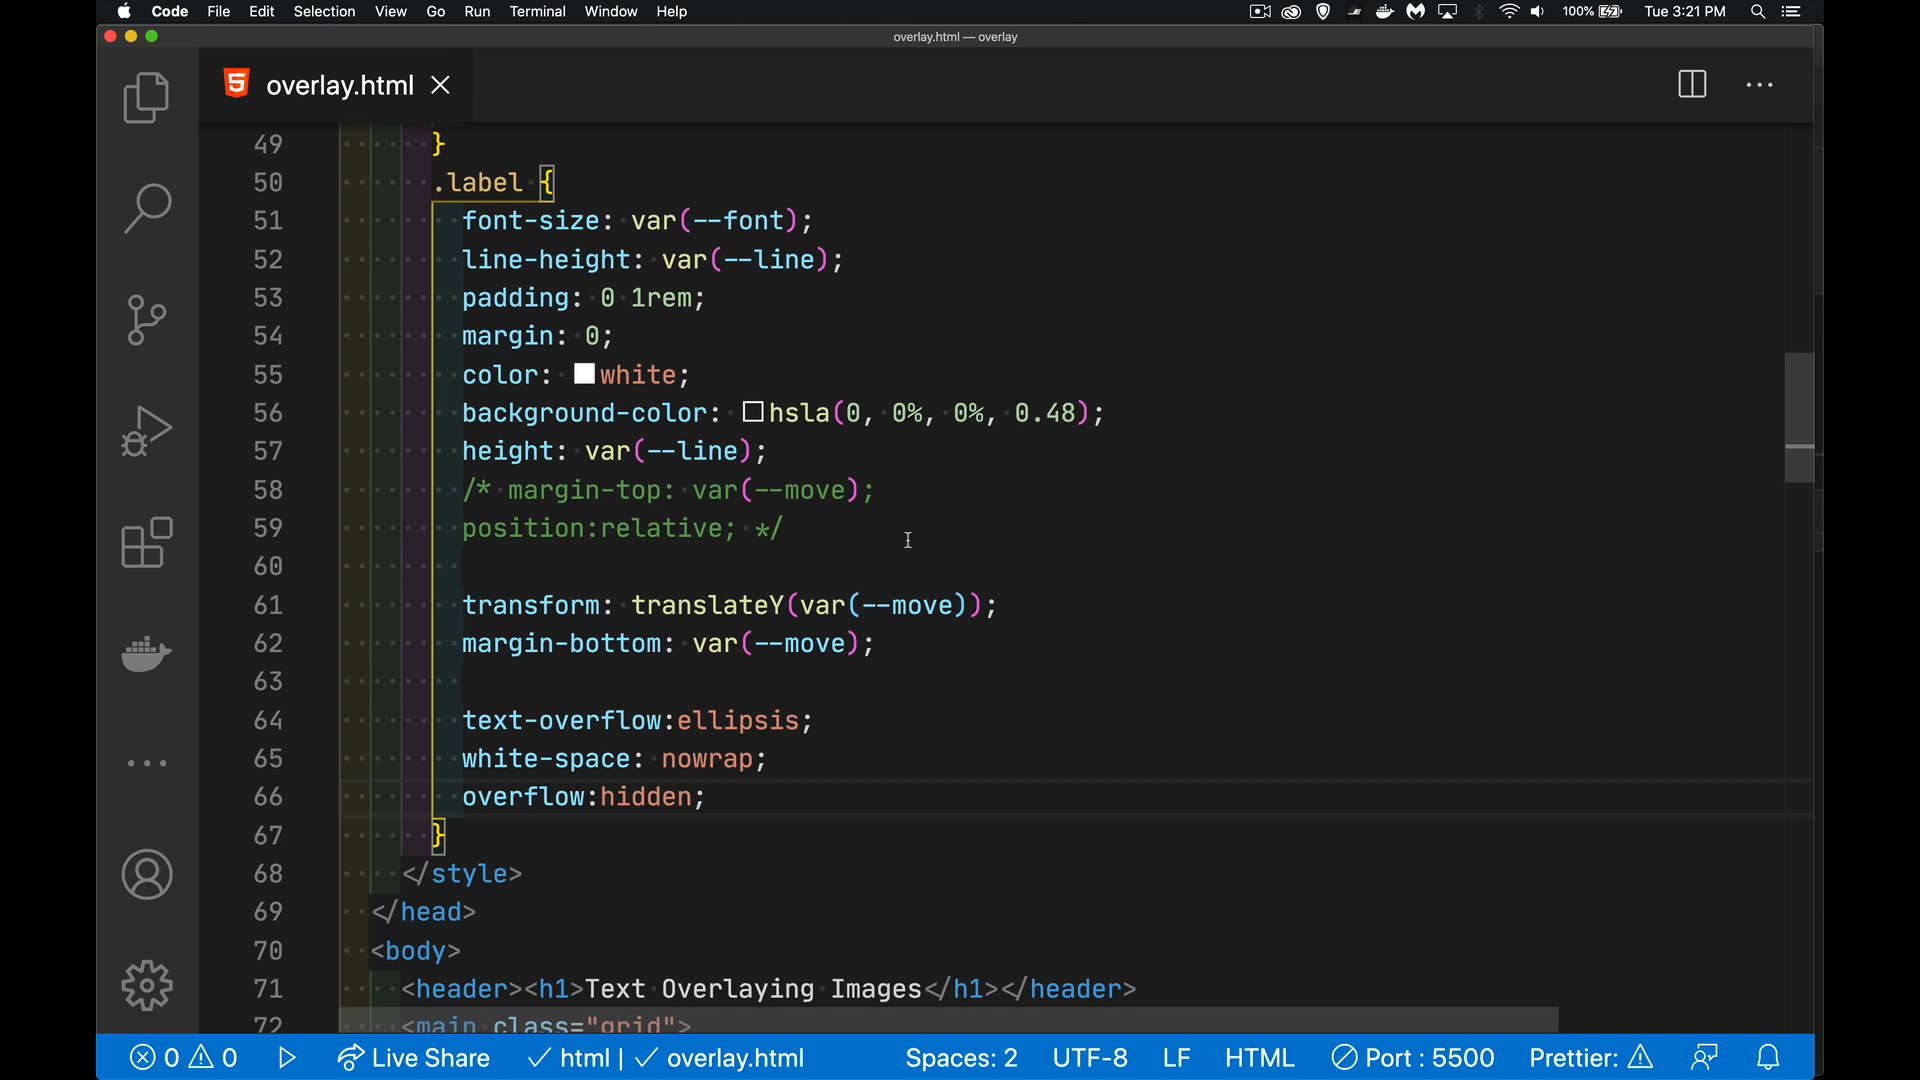 Code File Edit Selection View Go Run Terminal Window Help 100% Tue 3:21 PM
overlay.html — overlay
overlay.html
49 }
50 .label {
51 font-size: var(--font);
52 line-height: var(--line);
53 padding: 0 1rem;
54 margin: 0;
55 color: white;
56 background-color: hsla(0, 0%, 0%, 0.48);
57 height: var(--line);
58 /* margin-top: var(--move);
59 position:relative; */
60
61 transform: translateY(var(--move));
62 margin-bottom: var(--move);
63
64 text-overflow:ellipsis;
65 white-space: nowrap;
66 overflow:hidden;
67 }
68 </style>
69 </head>
70 <body>
71 <header><h1>Text Overlaying Images</h1></header>
72 <main class="grid">
0 0 Live Share html | overlay.html Spaces: 2 UTF-8 LF HTML Port : 5500 Prettier: